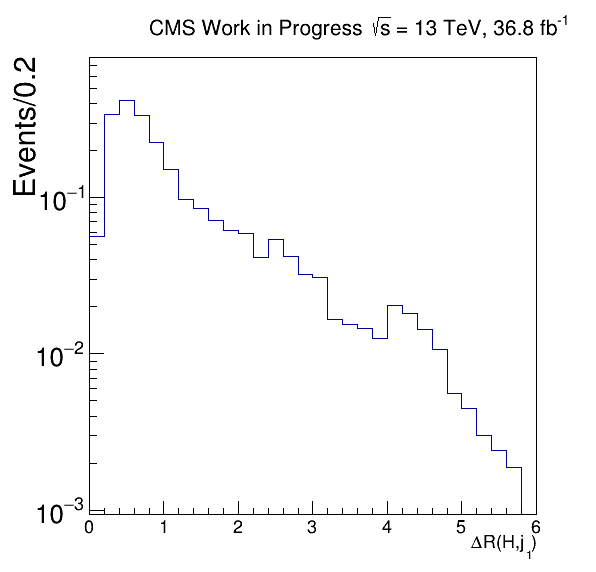 CMS Work in Progress √s = 13 TeV, 36.8 fb⁻¹
Events/0.2
10⁻¹
10⁻²
10⁻³
0 1 2 3 4 5 6
ΔR(H,j₁)